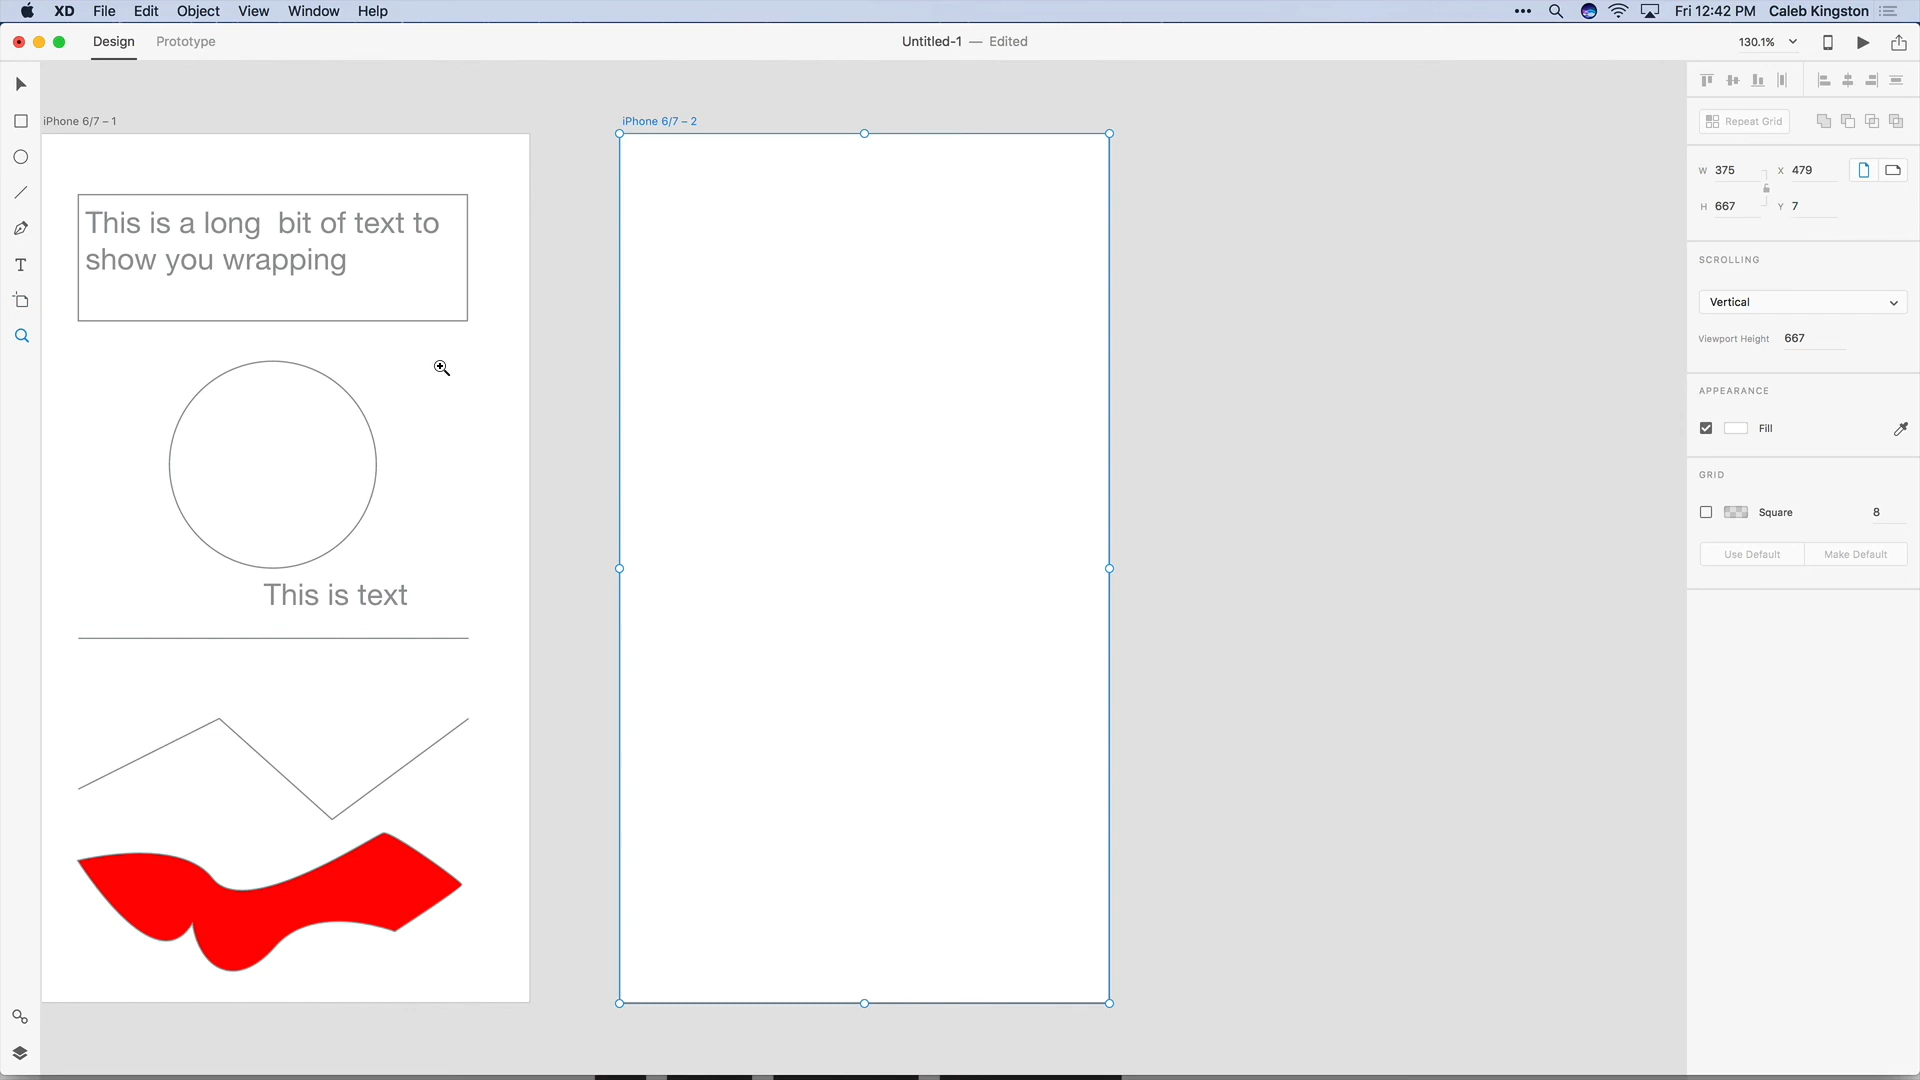 XD File Edit Object View Window Help
Fri 12:42 PM Caleb Kingston
Design Prototype
Untitled-1 — Edited
130.1%
iPhone 6/7 – 1
iPhone 6/7 – 2
This is a long  bit of text to
show you wrapping
This is text
Repeat Grid
W 375 X 479
H 667 Y 7
SCROLLING
Vertical
Viewport Height 667
APPEARANCE
Fill
GRID
Square 8
Use Default Make Default